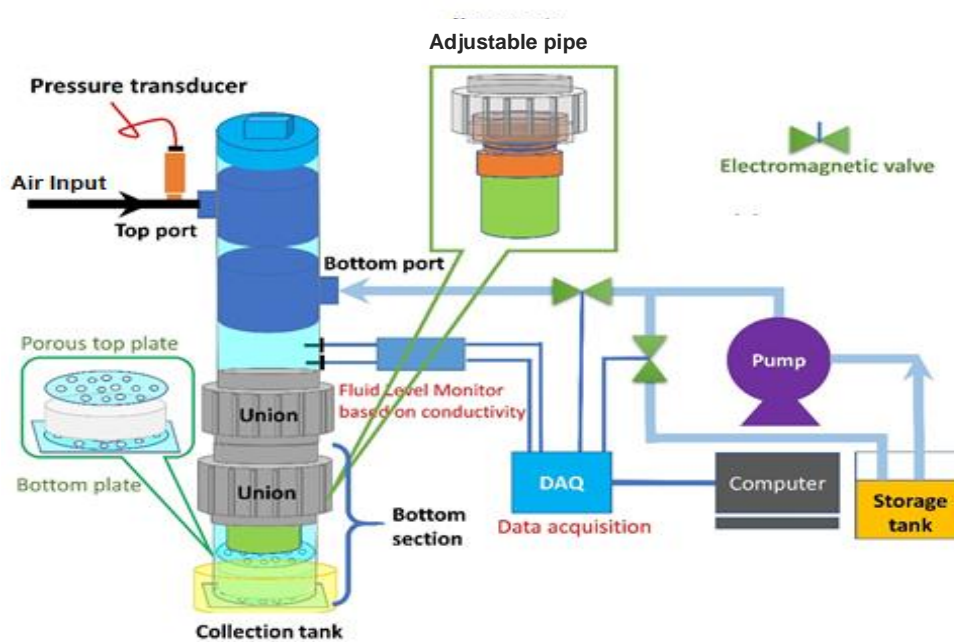 Adjustable pipe
Pressure transducer
Electromagnetic valve
Air Input
Top port
Bottom port
Porous top plate
Pump
Fluid Level Monitor
based on conductivity
Union
Union
DAQ
Computer
Bottom plate
Storage
tank
Bottom
section
Data acquisition
Collection tank